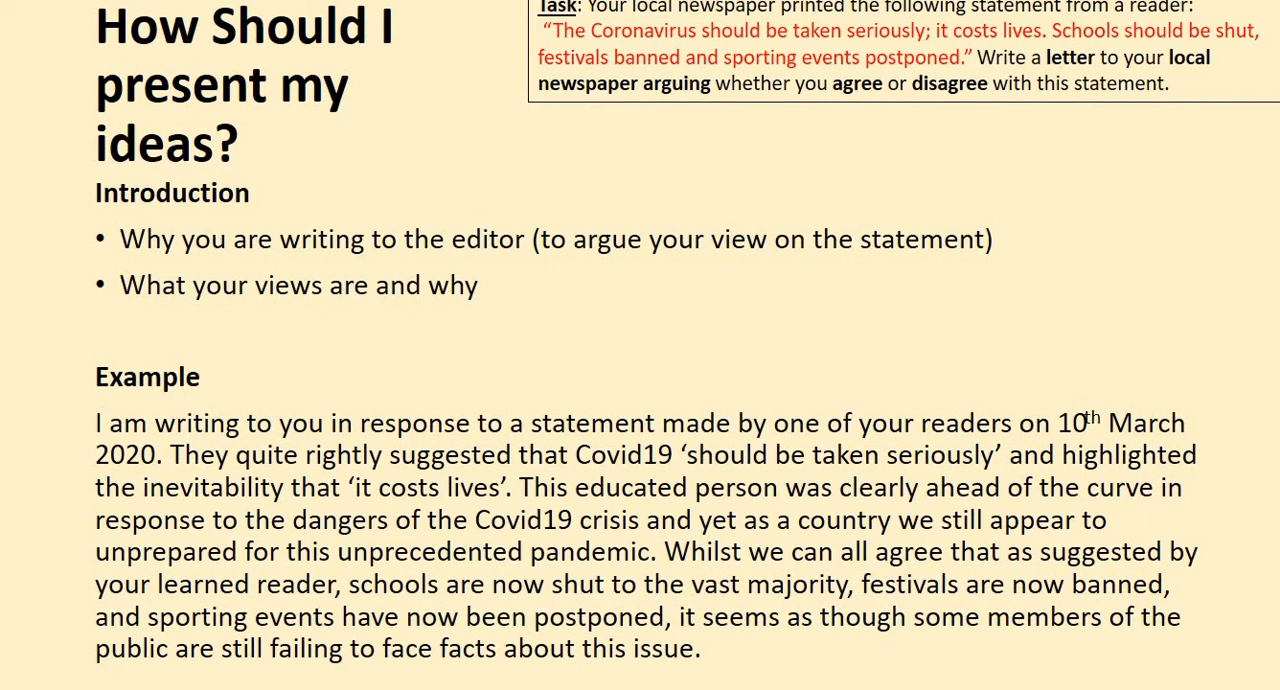 How Should I
present my
ideas?
Task: Your local newspaper printed the following statement from a reader:
“The Coronavirus should be taken seriously; it costs lives. Schools should be shut,
festivals banned and sporting events postponed.” Write a letter to your local
newspaper arguing whether you agree or disagree with this statement.
Introduction
• Why you are writing to the editor (to argue your view on the statement)
• What your views are and why
Example
I am writing to you in response to a statement made by one of your readers on 10th March
2020. They quite rightly suggested that Covid19 ‘should be taken seriously’ and highlighted
the inevitability that ‘it costs lives’. This educated person was clearly ahead of the curve in
response to the dangers of the Covid19 crisis and yet as a country we still appear to
unprepared for this unprecedented pandemic. Whilst we can all agree that as suggested by
your learned reader, schools are now shut to the vast majority, festivals are now banned,
and sporting events have now been postponed, it seems as though some members of the
public are still failing to face facts about this issue.